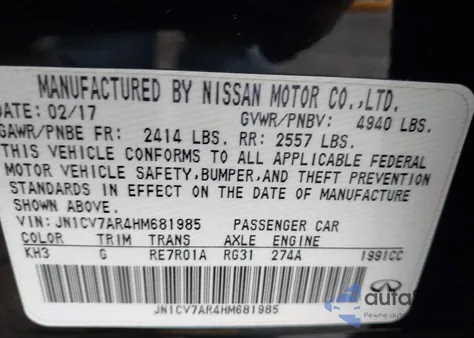 MANUFACTURED BY NISSAN MOTOR CO.,LTD.
DATE: 02/17 GVWR/PNBV: 4940 LBS.
GAWR/PNBE FR: 2414 LBS. RR: 2557 LBS.
THIS VEHICLE CONFORMS TO ALL APPLICABLE FEDERAL
MOTOR VEHICLE SAFETY,BUMPER,AND THEFT PREVENTION
STANDARDS IN EFFECT ON THE DATE OF MANUFACTURE
SHOWN ABOVE.
VIN: JN1CV7AR4HM681985 PASSENGER CAR
COLOR TRIM TRANS AXLE ENGINE
KH3 G RE7R01A RG31 274A 1991CC
JN1CV7AR4HM681985
auta
Pewne auta